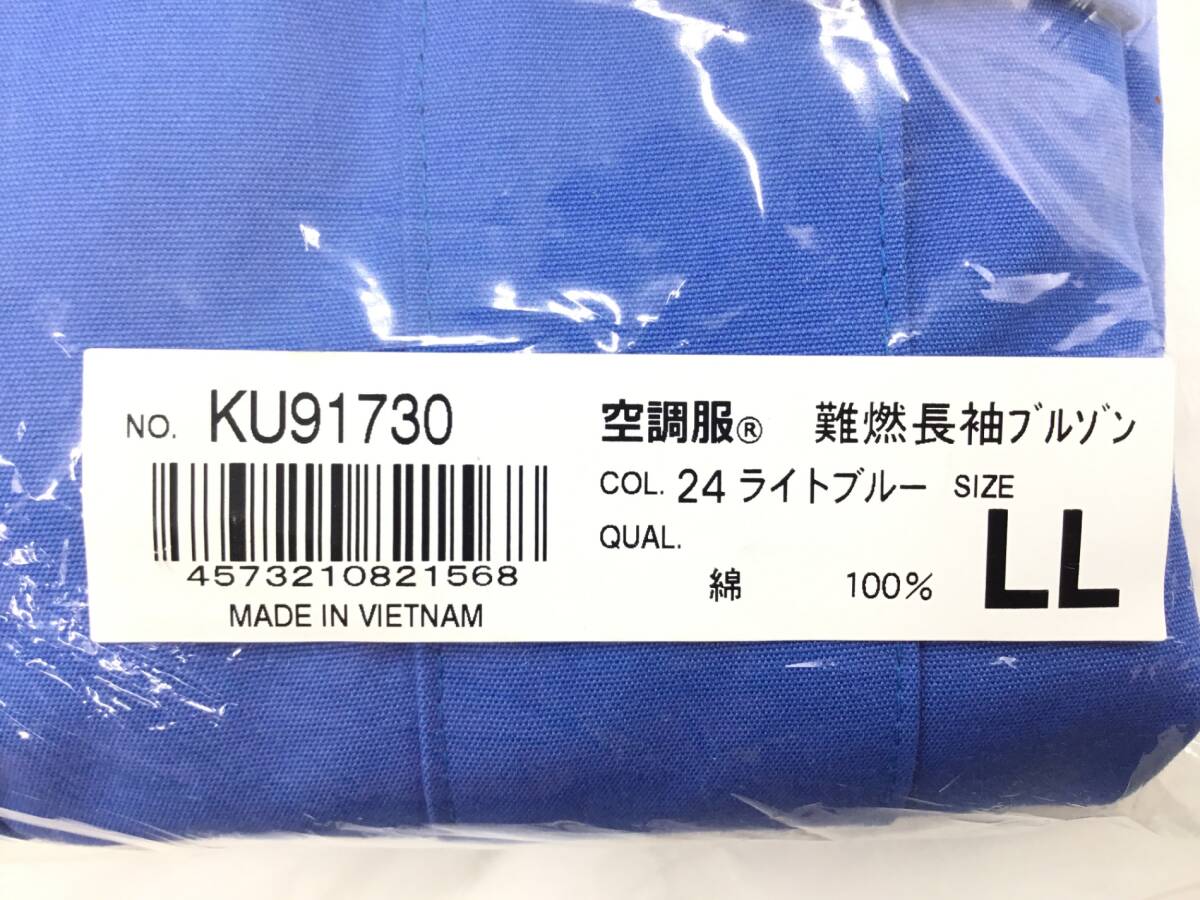 NO. KU91730
4573210821568
MADE IN VIETNAM
空調服® 難燃長袖ブルゾン
COL. 24 ライトブルー SIZE
QUAL. LL
綿 100%